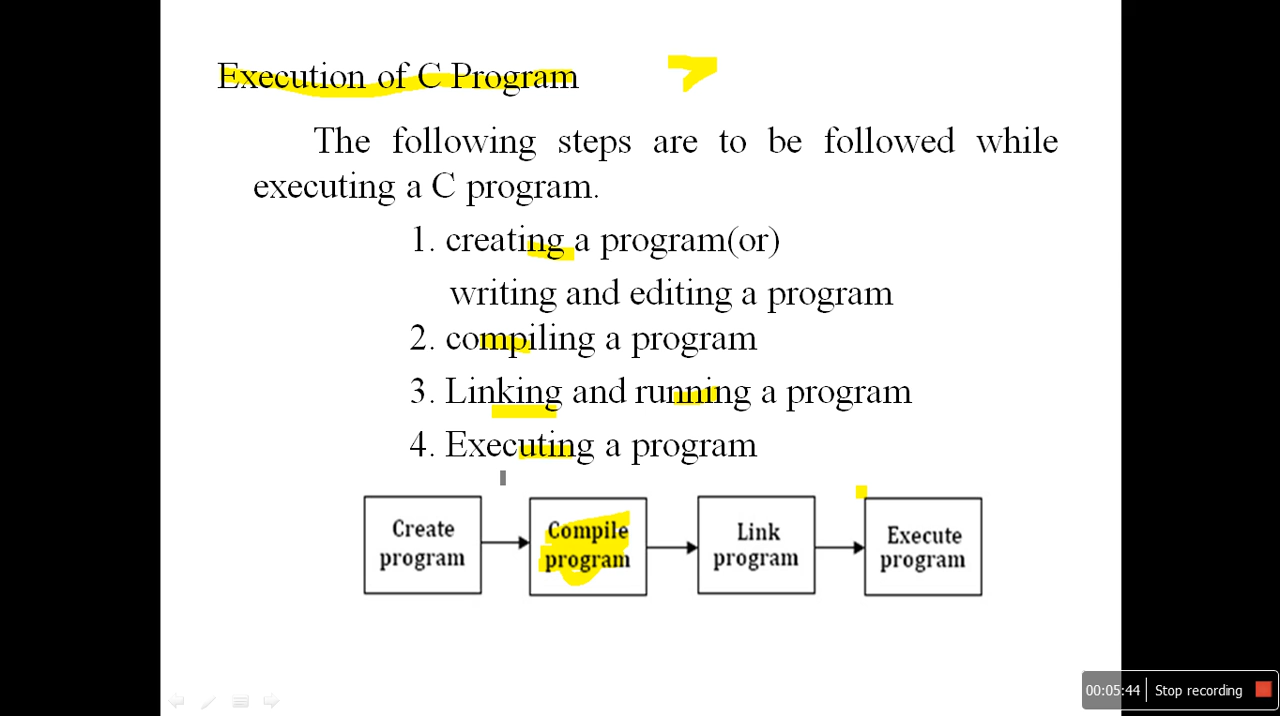 Execution of C Program
The following steps are to be followed while
executing a C program.
1. creating a program(or)
writing and editing a program
2. compiling a program
3. Linking and running a program
4. Executing a program
Create
program
Compile
program
Link
program
Execute
program
00:05:44 Stop recording